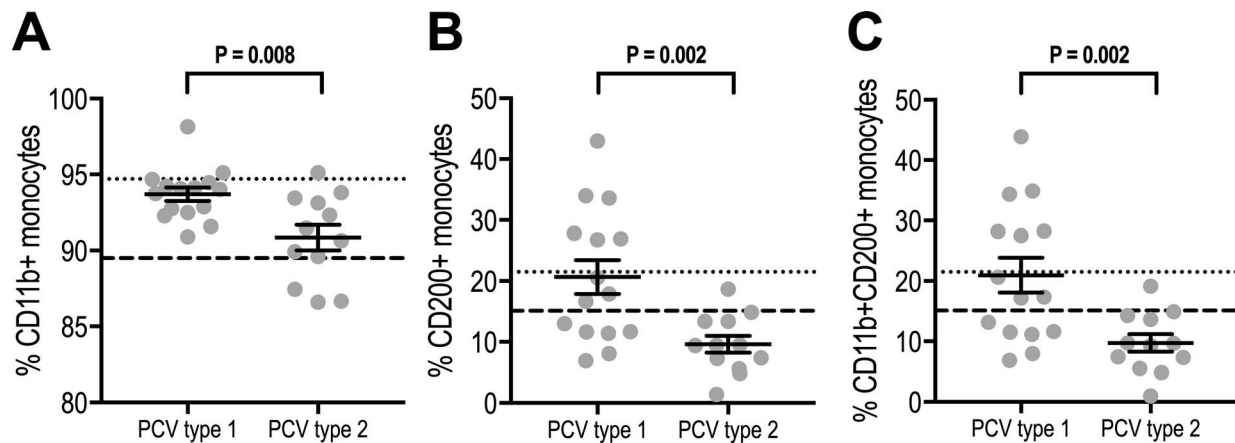 A
P = 0.008
% CD11b+ monocytes
100
95
90
85
80
PCV type 1
PCV type 2
B
P = 0.002
% CD200+ monocytes
50
40
30
20
10
0
PCV type 1
PCV type 2
C
P = 0.002
% CD11b+CD200+ monocytes
50
40
30
20
10
0
PCV type 1
PCV type 2